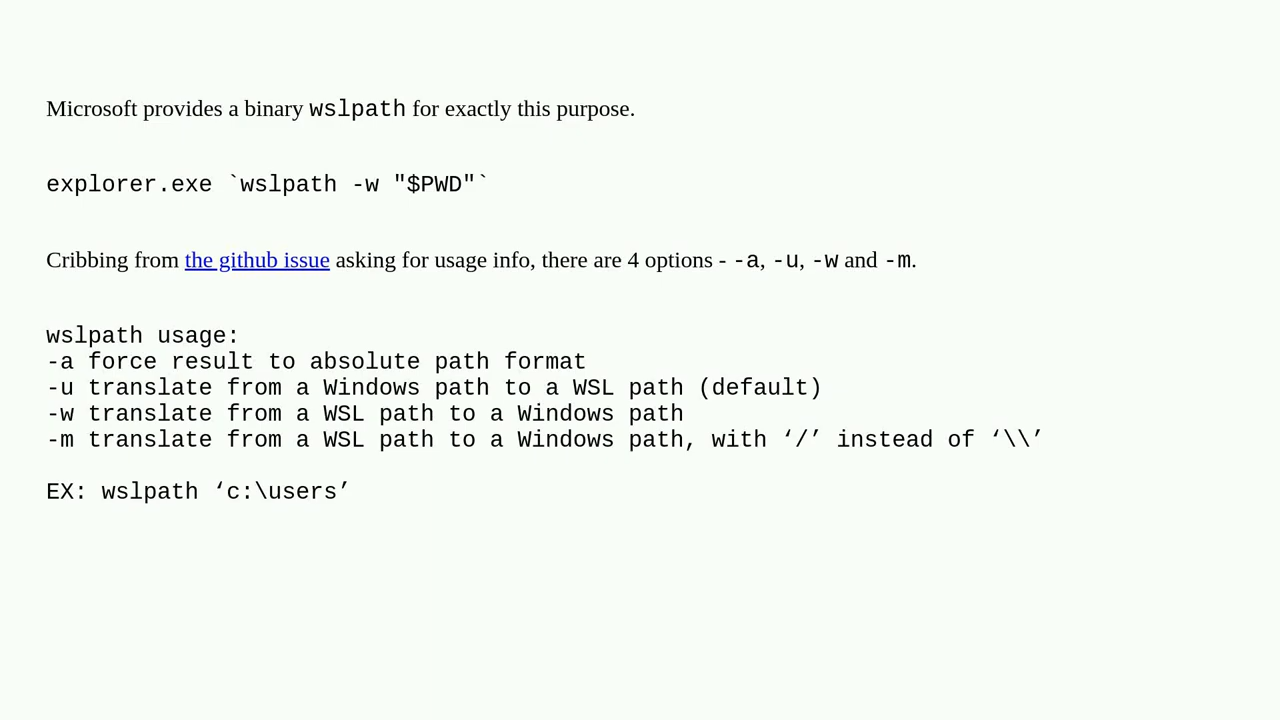 Microsoft provides a binary wslpath for exactly this purpose.
explorer.exe `wslpath -w "$PWD"`
Cribbing from the github issue asking for usage info, there are 4 options - -a, -u, -w and -m.
wslpath usage:
-a force result to absolute path format
-u translate from a Windows path to a WSL path (default)
-w translate from a WSL path to a Windows path
-m translate from a WSL path to a Windows path, with ‘/’ instead of ‘\\’
EX: wslpath ‘c:\users’